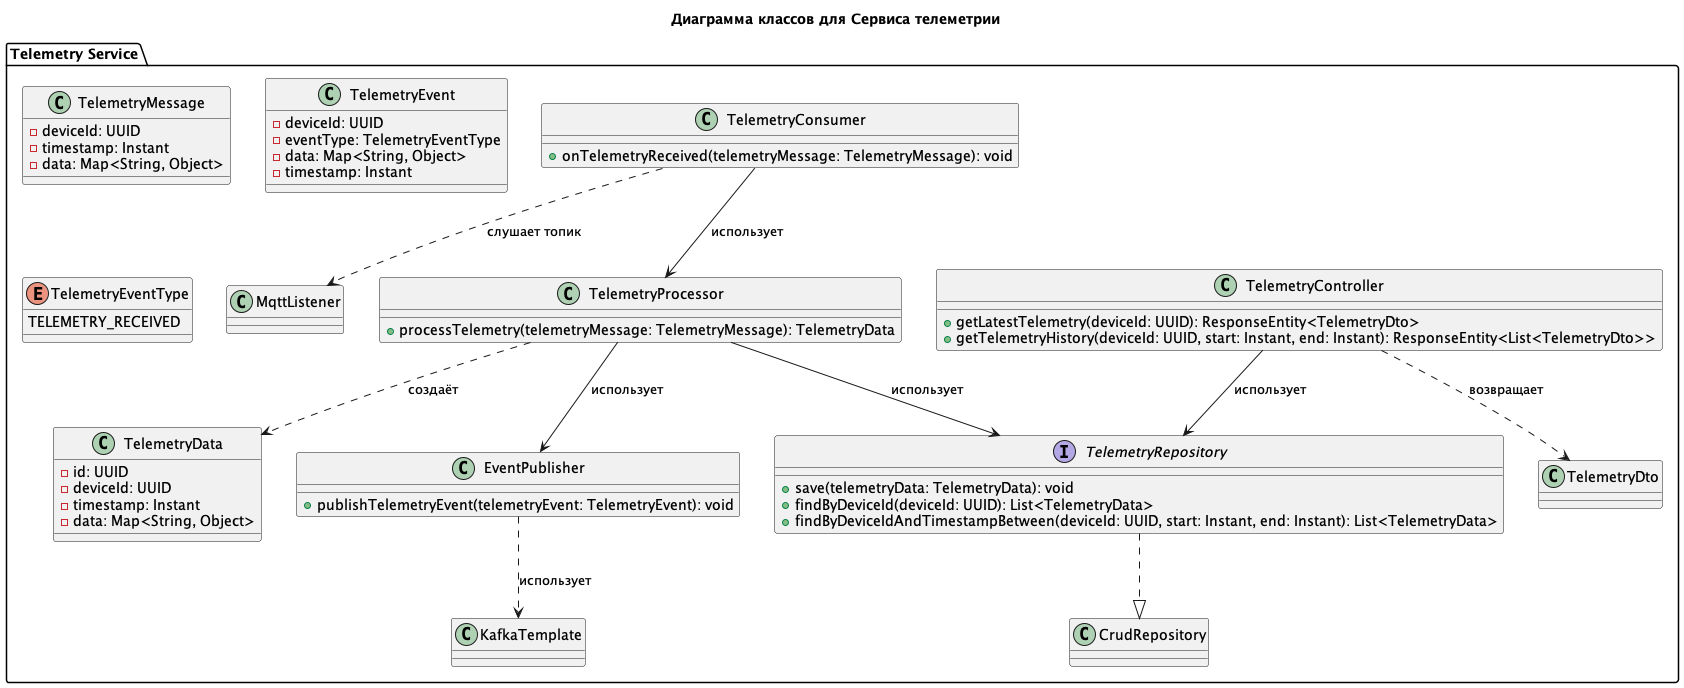 Диаграмма классов для Сервиса телеметрии
Telemetry Service
C TelemetryMessage
deviceId: UUID
timestamp: Instant
data: Map<String, Object>
C TelemetryEvent
deviceId: UUID
eventType: TelemetryEventType
data: Map<String, Object>
timestamp: Instant
C TelemetryConsumer
onTelemetryReceived(telemetryMessage: TelemetryMessage): void
слушает топик
использует
E TelemetryEventType
TELEMETRY_RECEIVED
C MqttListener
C TelemetryProcessor
processTelemetry(telemetryMessage: TelemetryMessage): TelemetryData
C TelemetryController
getLatestTelemetry(deviceId: UUID): ResponseEntity<TelemetryDto>
getTelemetryHistory(deviceId: UUID, start: Instant, end: Instant): ResponseEntity<List<TelemetryDto>>
создаёт
использует
использует
использует
возвращает
C TelemetryData
id: UUID
deviceId: UUID
timestamp: Instant
data: Map<String, Object>
C EventPublisher
publishTelemetryEvent(telemetryEvent: TelemetryEvent): void
I TelemetryRepository
save(telemetryData: TelemetryData): void
findByDeviceId(deviceId: UUID): List<TelemetryData>
findByDeviceIdAndTimestampBetween(deviceId: UUID, start: Instant, end: Instant): List<TelemetryData>
C TelemetryDto
использует
C KafkaTemplate
C CrudRepository